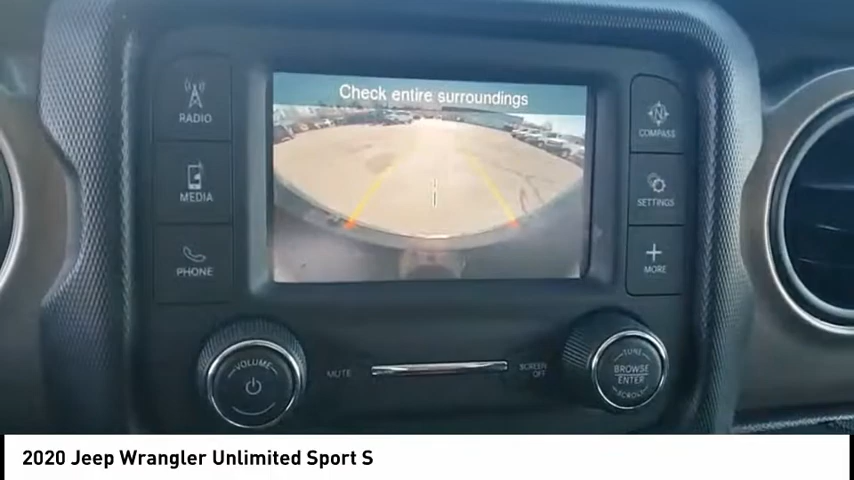 Check entire surroundings
RADIO
MEDIA
PHONE
N
COMPASS
SETTINGS
MORE
VOLUME
MUTE
SCREEN
OFF
TUNE
BROWSE
ENTER
SCROLL
2020 Jeep Wrangler Unlimited Sport S